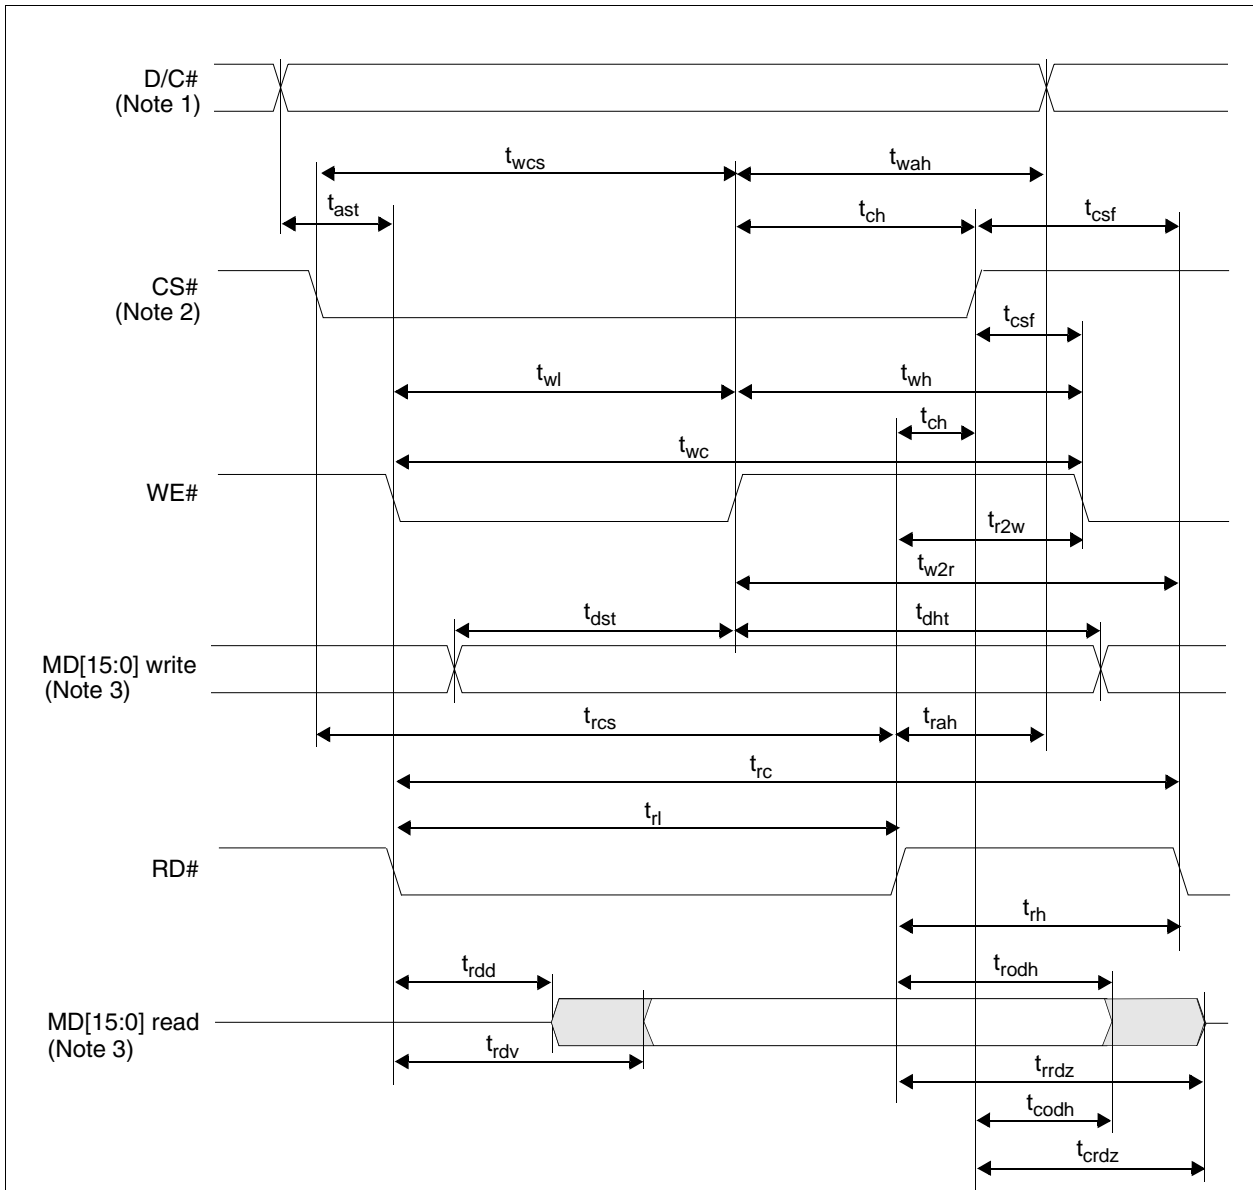 D/C#
(Note 1)
twcs
twah
tast
tch
tcsf
CS#
(Note 2)
tcsf
twl
twh
tch
twc
WE#
tr2w
tw2r
tdst
tdht
MD[15:0] write
(Note 3)
trcs
trah
trc
trl
RD#
trh
trdd
trodh
MD[15:0] read
(Note 3)
trdv
trrdz
tcodh
tcrdz